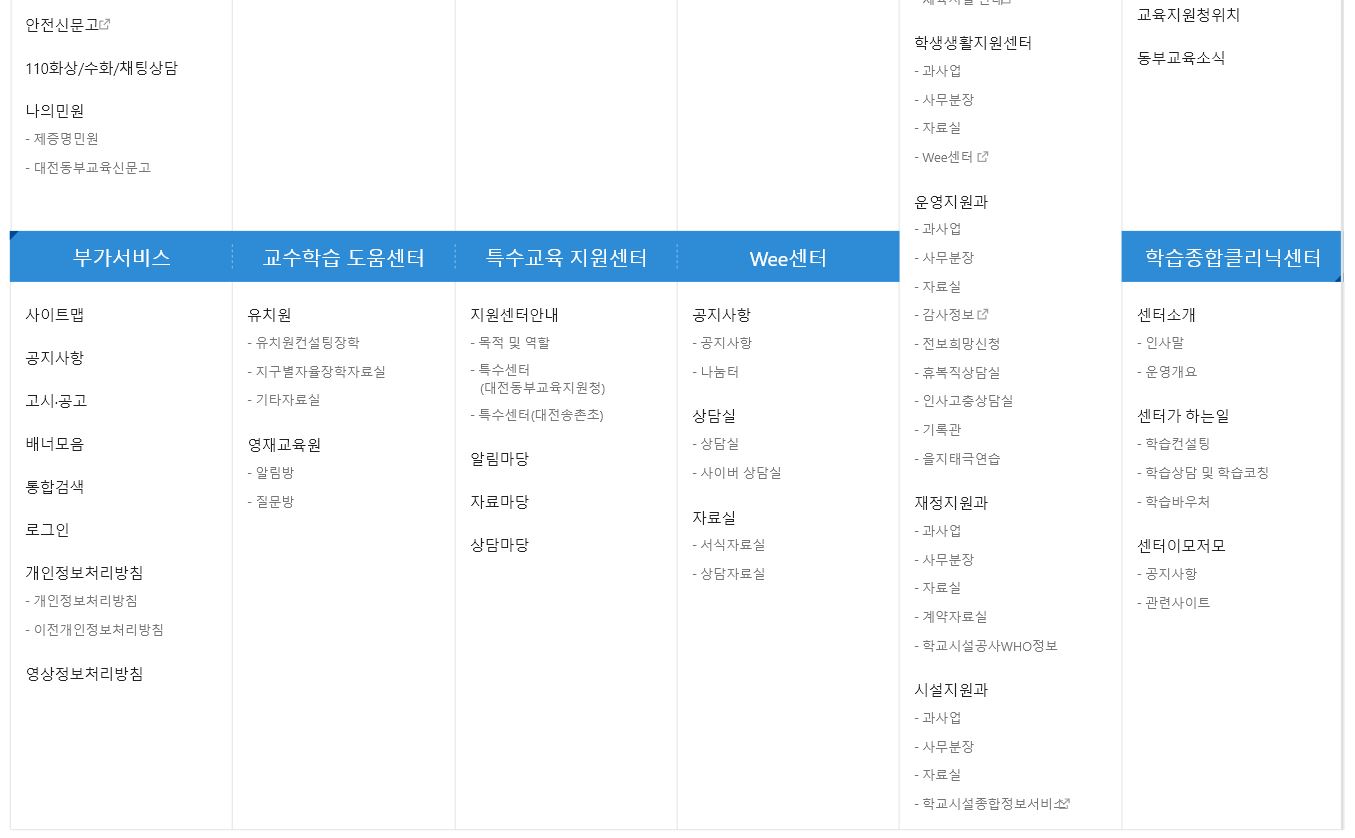 안전신문고
110화상/수화/채팅상담
나의민원
- 제증명민원
- 대전동부교육신문고
학생생활지원센터
- 과사업
- 사무분장
- 자료실
- Wee센터
운영지원과
- 과사업
- 사무분장
- 자료실
- 감사정보
- 전보희망신청
- 휴복직상담실
- 인사고충상담실
- 기록관
- 을지태극연습
재정지원과
- 과사업
- 사무분장
- 자료실
- 계약자료실
- 학교시설공사WHO정보
시설지원과
- 과사업
- 사무분장
- 자료실
- 학교시설종합정보서비스
교육지원청위치
동부교육소식
부가서비스
사이트맵
공지사항
고시·공고
배너모음
통합검색
로그인
개인정보처리방침
- 개인정보처리방침
- 이전개인정보처리방침
영상정보처리방침
교수학습 도움센터
유치원
- 유치원컨설팅장학
- 지구별자율장학자료실
- 기타자료실
영재교육원
- 알림방
- 질문방
특수교육 지원센터
지원센터안내
- 목적 및 역할
- 특수센터
(대전동부교육지원청)
- 특수센터(대전송촌초)
알림마당
자료마당
상담마당
Wee센터
공지사항
- 공지사항
- 나눔터
상담실
- 상담실
- 사이버 상담실
자료실
- 서식자료실
- 상담자료실
학습종합클리닉센터
센터소개
- 인사말
- 운영개요
센터가 하는일
- 학습컨설팅
- 학습상담 및 학습코칭
- 학습바우처
센터이모저모
- 공지사항
- 관련사이트